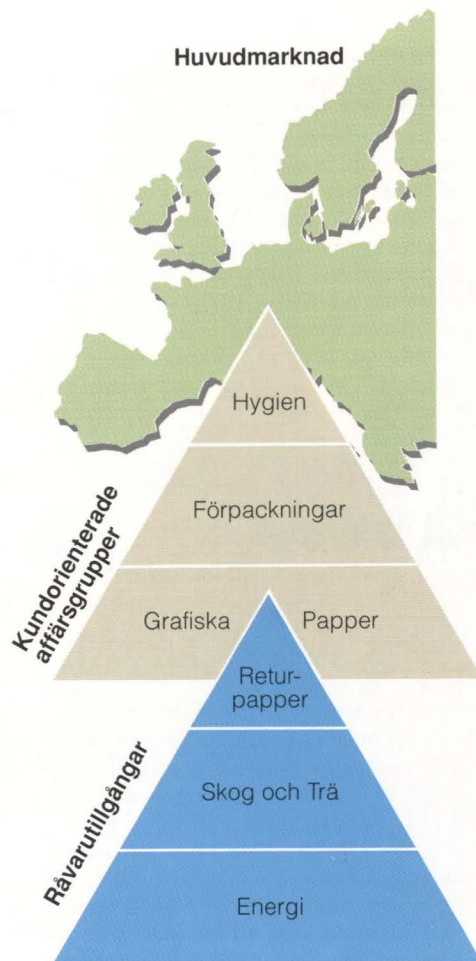 Huvudmarknad
Hygien
Förpackningar
Kundorienterade
affärsgrupper
Grafiska Papper
Retur-
papper
Skog och Trä
Råvarutillgångar
Energi